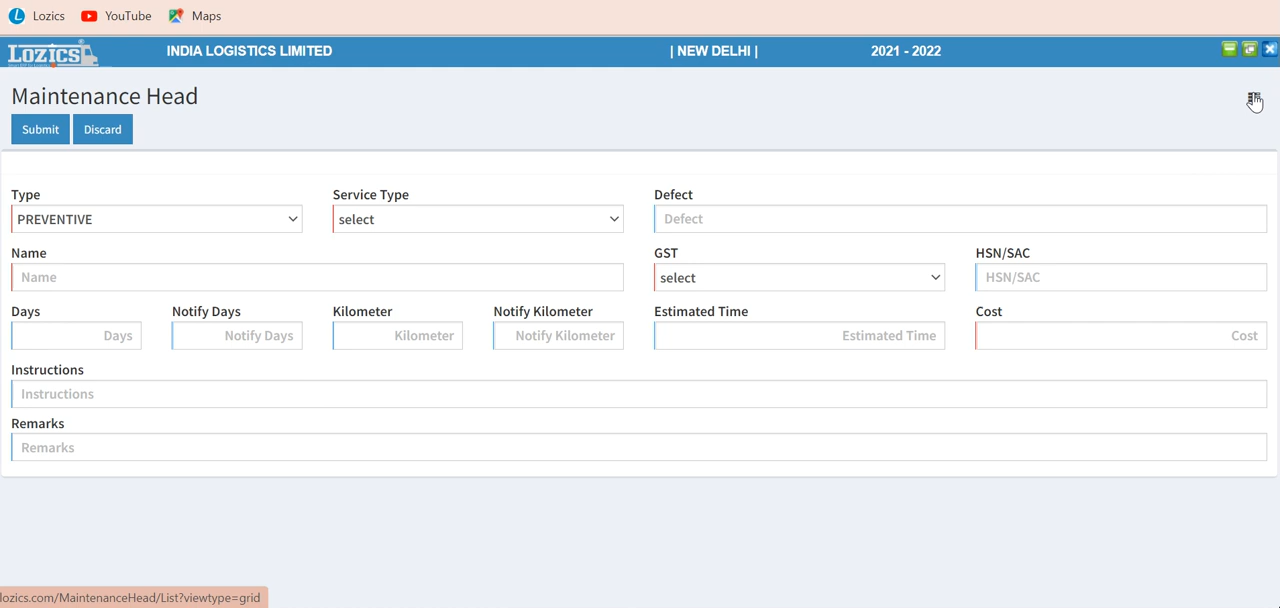 Lozics YouTube Maps
LOZICS INDIA LOGISTICS LIMITED | NEW DELHI | 2021 - 2022
Maintenance Head
Submit Discard
Type Service Type Defect
PREVENTIVE select Defect
Name GST HSN/SAC
Name select HSN/SAC
Days Notify Days Kilometer Notify Kilometer Estimated Time Cost
Days Notify Days Kilometer Notify Kilometer Estimated Time Cost
Instructions
Instructions
Remarks
Remarks
lozics.com/MaintenanceHead/List?viewtype=grid